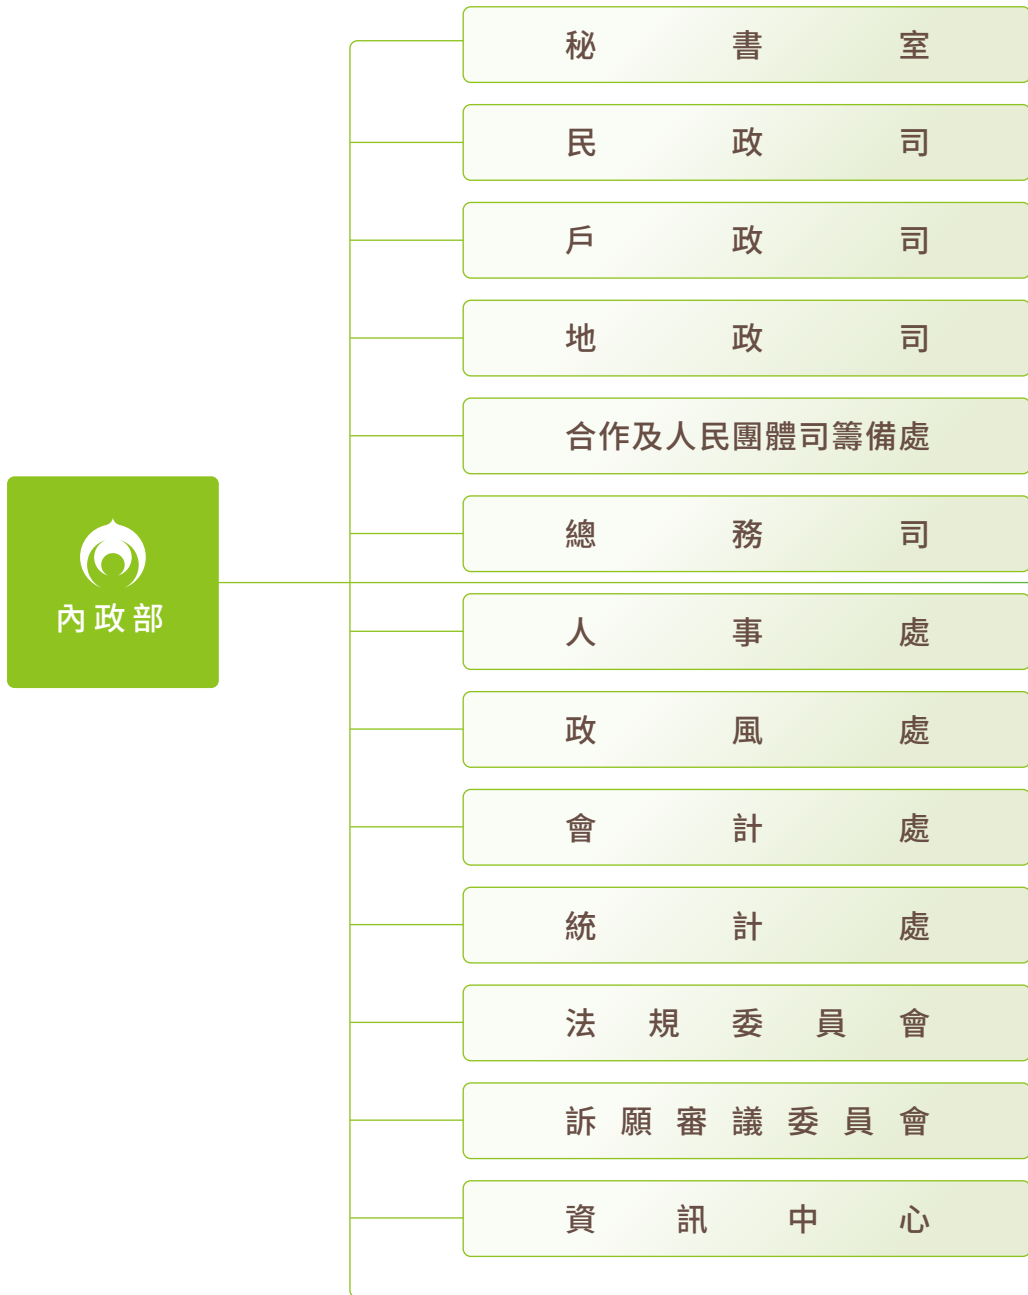 秘書室
民政司
戶政司
地政司
合作及人民團體司籌備處
總務司
內政部
人事處
政風處
會計處
統計處
法規委員會
訴願審議委員會
資訊中心